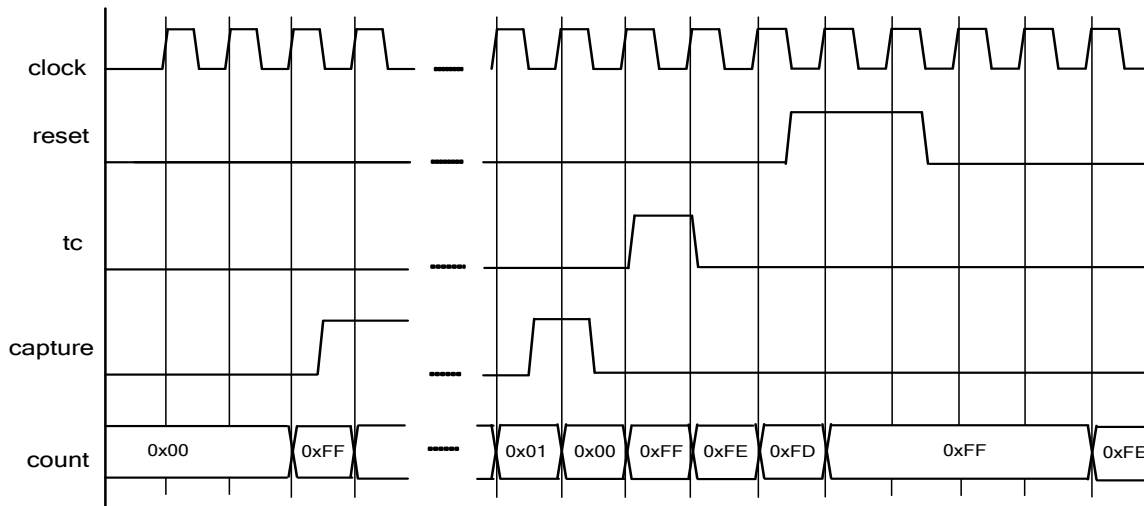 clock
reset
tc
capture
count
0x00
0xFF
0x01
0x00
0xFF
0xFE
0xFD
0xFF
0xFE